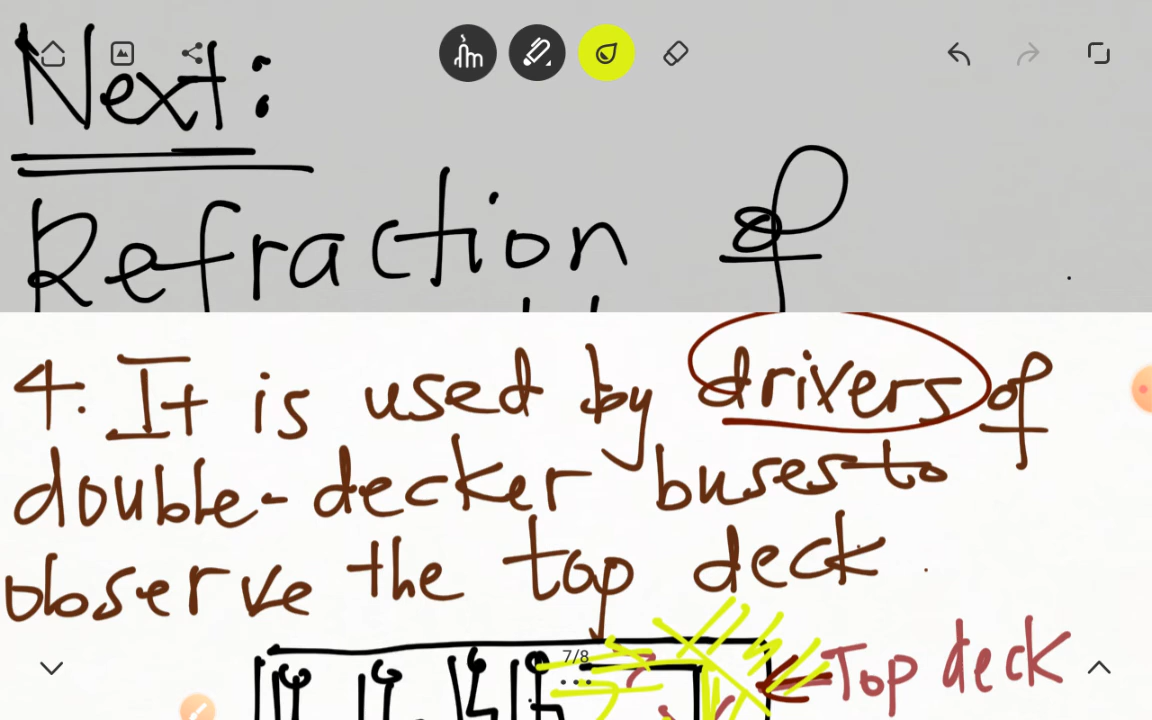 Next:
Refraction of
4. It is used by drivers of
double-decker buses to
observe the top deck
7/8
Top deck